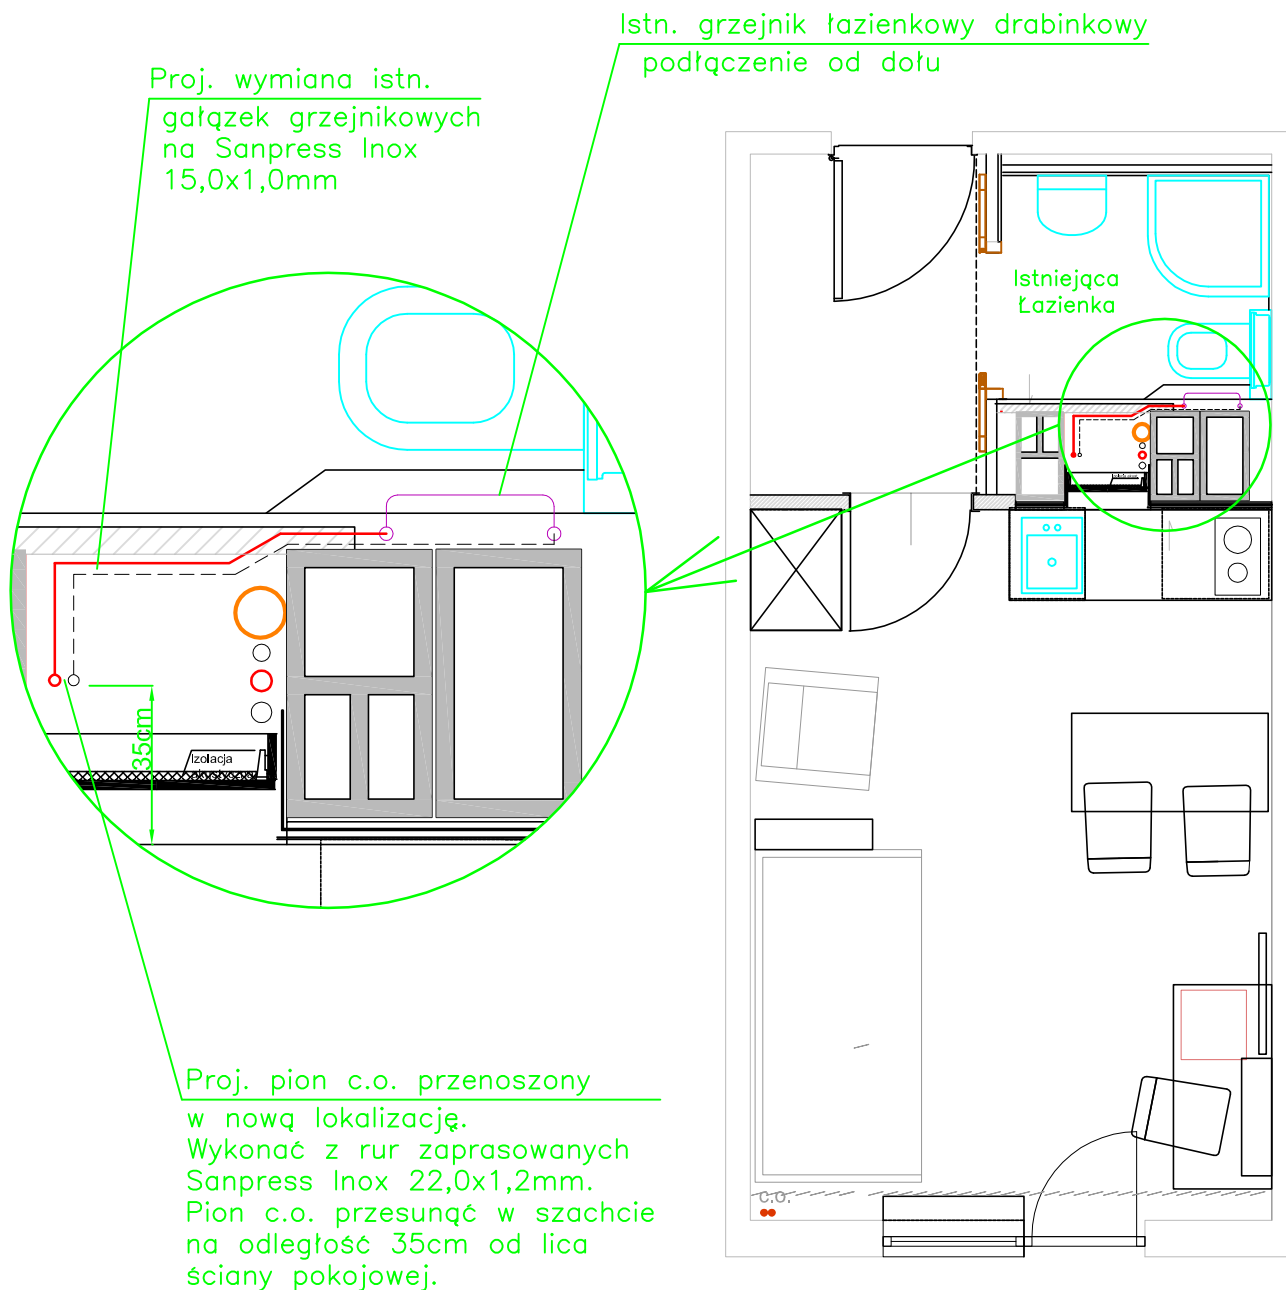 Istn. grzejnik łazienkowy drabinkowy
podłączenie od dołu
Proj. wymiana istn.
gałązek grzejnikowych
na Sanpress Inox
15,0x1,0mm
Istniejąca
Łazienka
35cm
Izolacja
Proj. pion c.o. przenoszony
w nową lokalizację.
Wykonać z rur zaprasowanych
Sanpress Inox 22,0x1,2mm.
Pion c.o. przesunąć w szachcie
na odległość 35cm od lica
ściany pokojowej.
c.o.